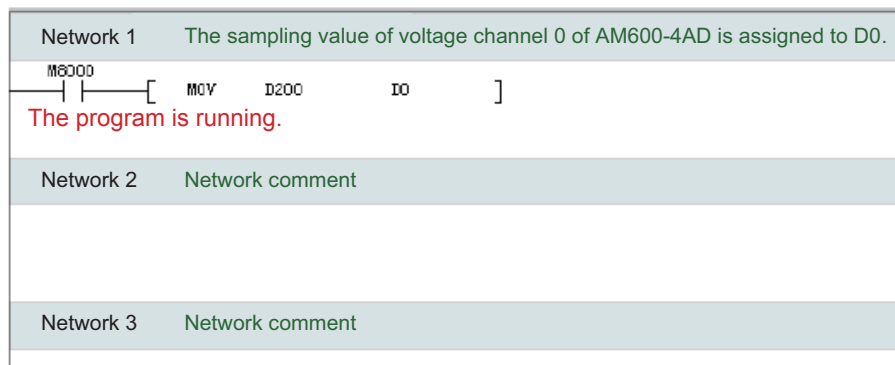 Network 1 The sampling value of voltage channel 0 of AM600-4AD is assigned to D0.
M8000
[ MOV D200 D0 ]
The program is running.
Network 2 Network comment
Network 3 Network comment